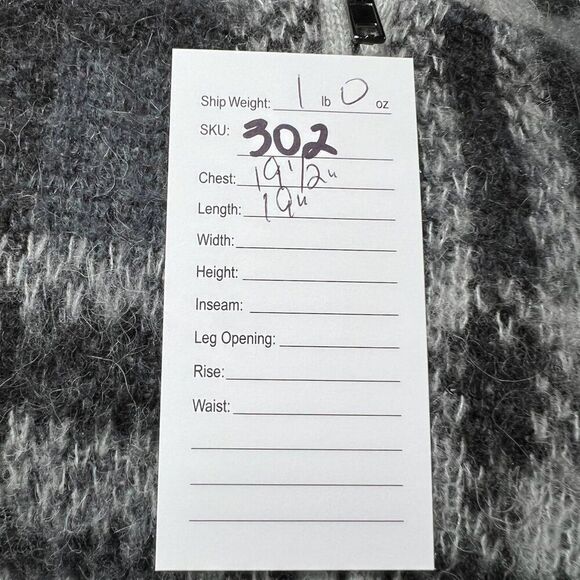 Ship Weight: 1 lb 0 oz
SKU: 302
Chest: 19 1/2"
Length: 19"
Width:
Height:
Inseam:
Leg Opening:
Rise:
Waist: